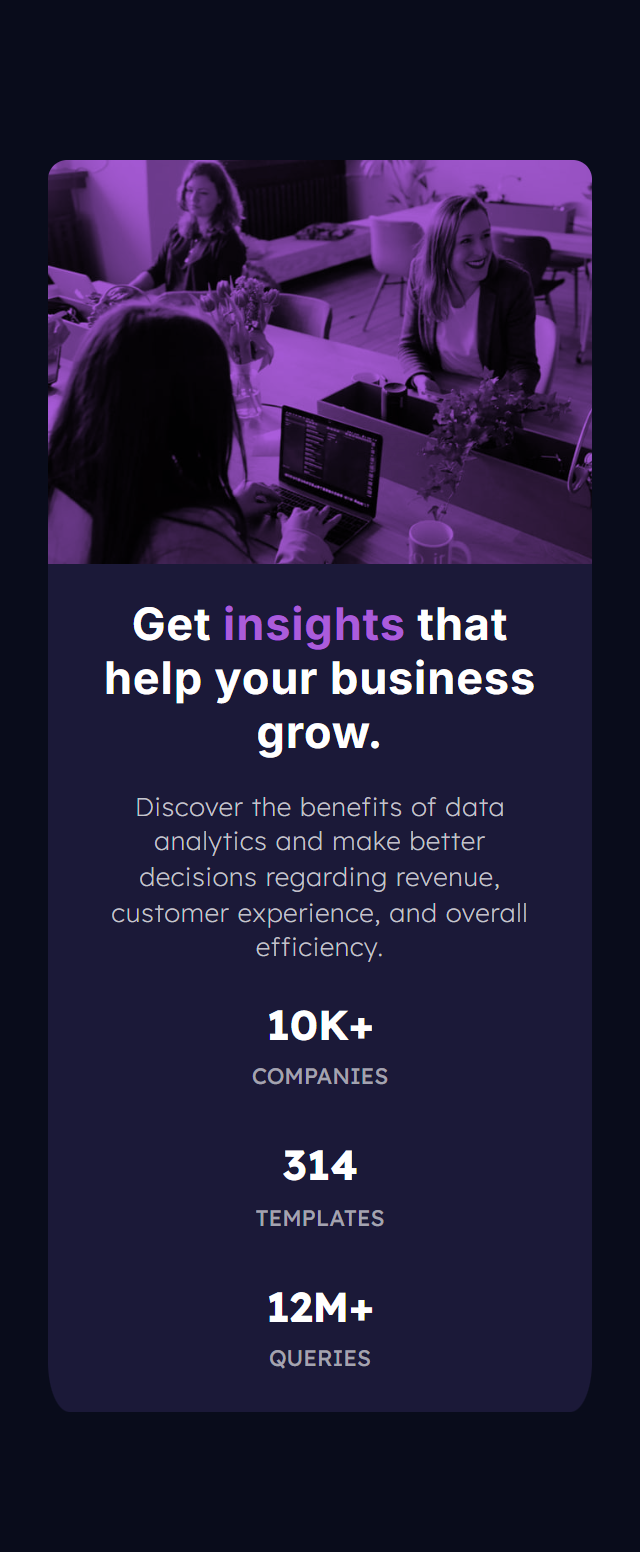 Get insights that
help your business
grow.
Discover the benefits of data
analytics and make better
decisions regarding revenue,
customer experience, and overall
efficiency.
10K+
COMPANIES
314
TEMPLATES
12M+
QUERIES